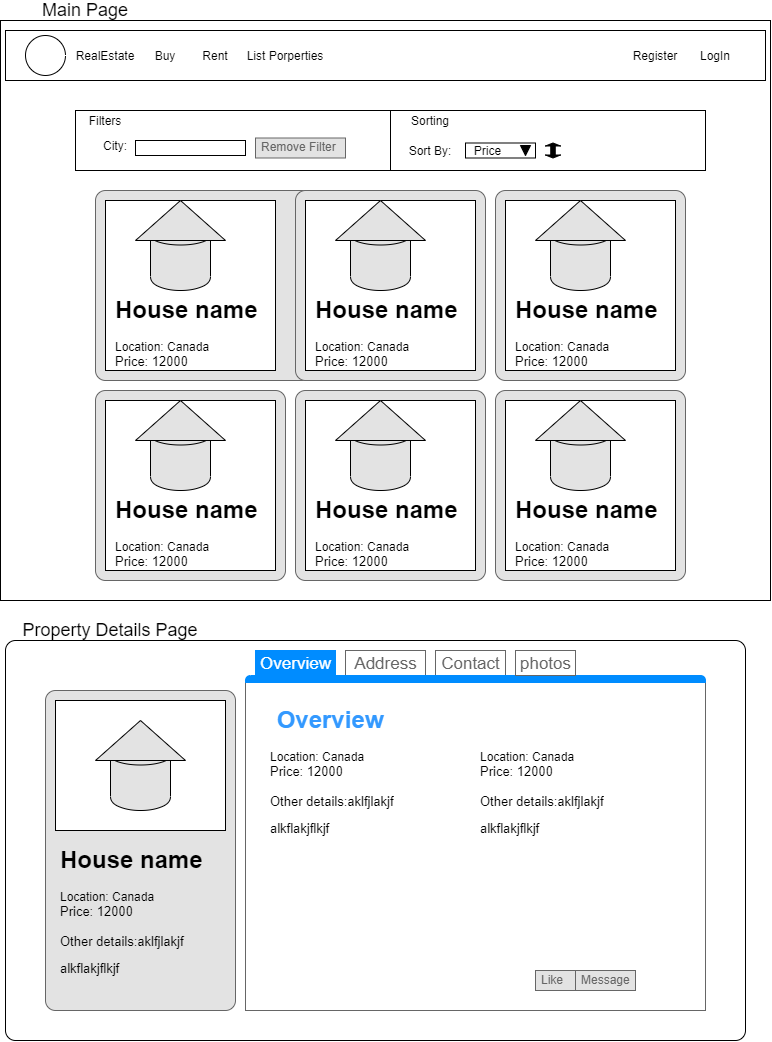 Main Page
RealEstate Buy Rent List Porperties Register LogIn
Filters Sorting
City: Remove Filter Sort By: Price
House name House name House name
Location: Canada Location: Canada Location: Canada
Price: 12000 Price: 12000 Price: 12000
House name House name House name
Location: Canada Location: Canada Location: Canada
Price: 12000 Price: 12000 Price: 12000
Property Details Page
Overview Address Contact photos
Overview
Location: Canada Location: Canada
Price: 12000 Price: 12000
Other details:aklfjlakjf Other details:aklfjlakjf
alkflakjflkjf alkflakjflkjf
House name
Location: Canada
Price: 12000
Other details:aklfjlakjf
alkflakjflkjf
Like Message